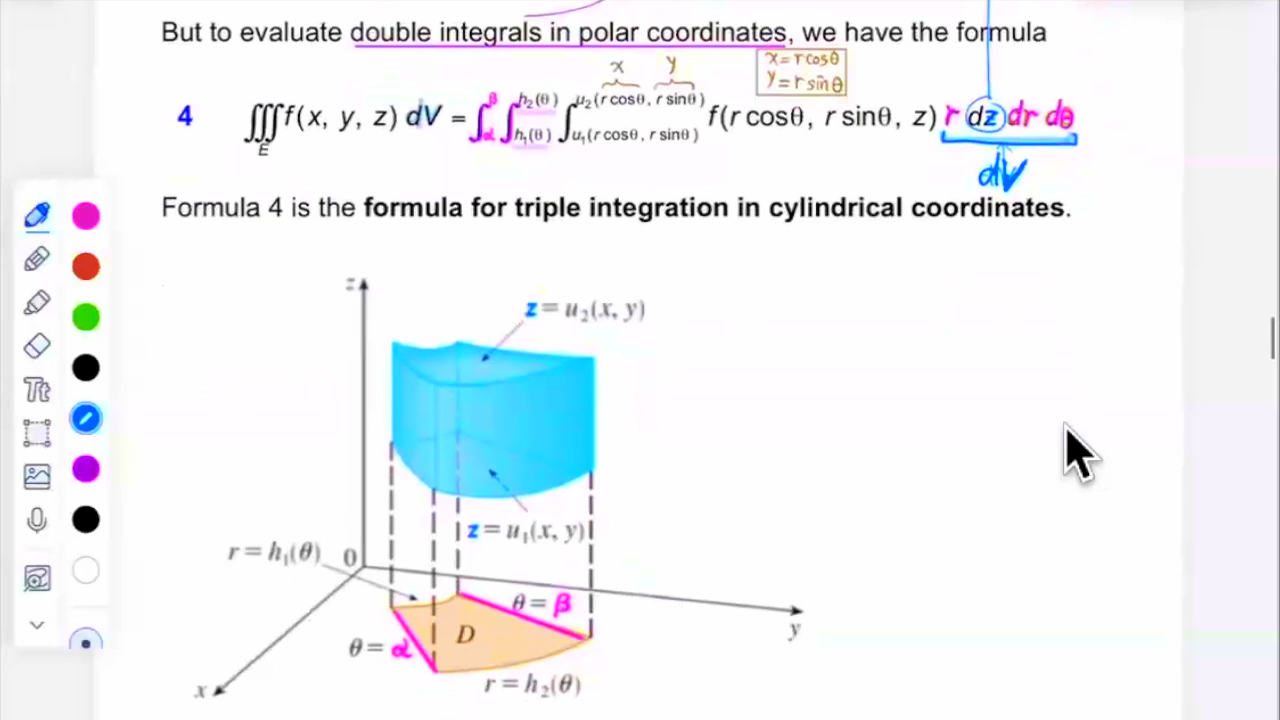 But to evaluate double integrals in polar coordinates, we have the formula
x y
x = r cosθ
y = r sinθ
4 ∭_E f(x, y, z) dV = ∫_α^β ∫_{h₁(θ)}^{h₂(θ)} ∫_{u₁(r cosθ, r sinθ)}^{u₂(r cosθ, r sinθ)} f(r cosθ, r sinθ, z) r dz dr dθ
dV
Formula 4 is the formula for triple integration in cylindrical coordinates.
z
z = u₂(x, y)
z = u₁(x, y)
r = h₁(θ)
0
θ = β
y
D
θ = α
r = h₂(θ)
x
Tt